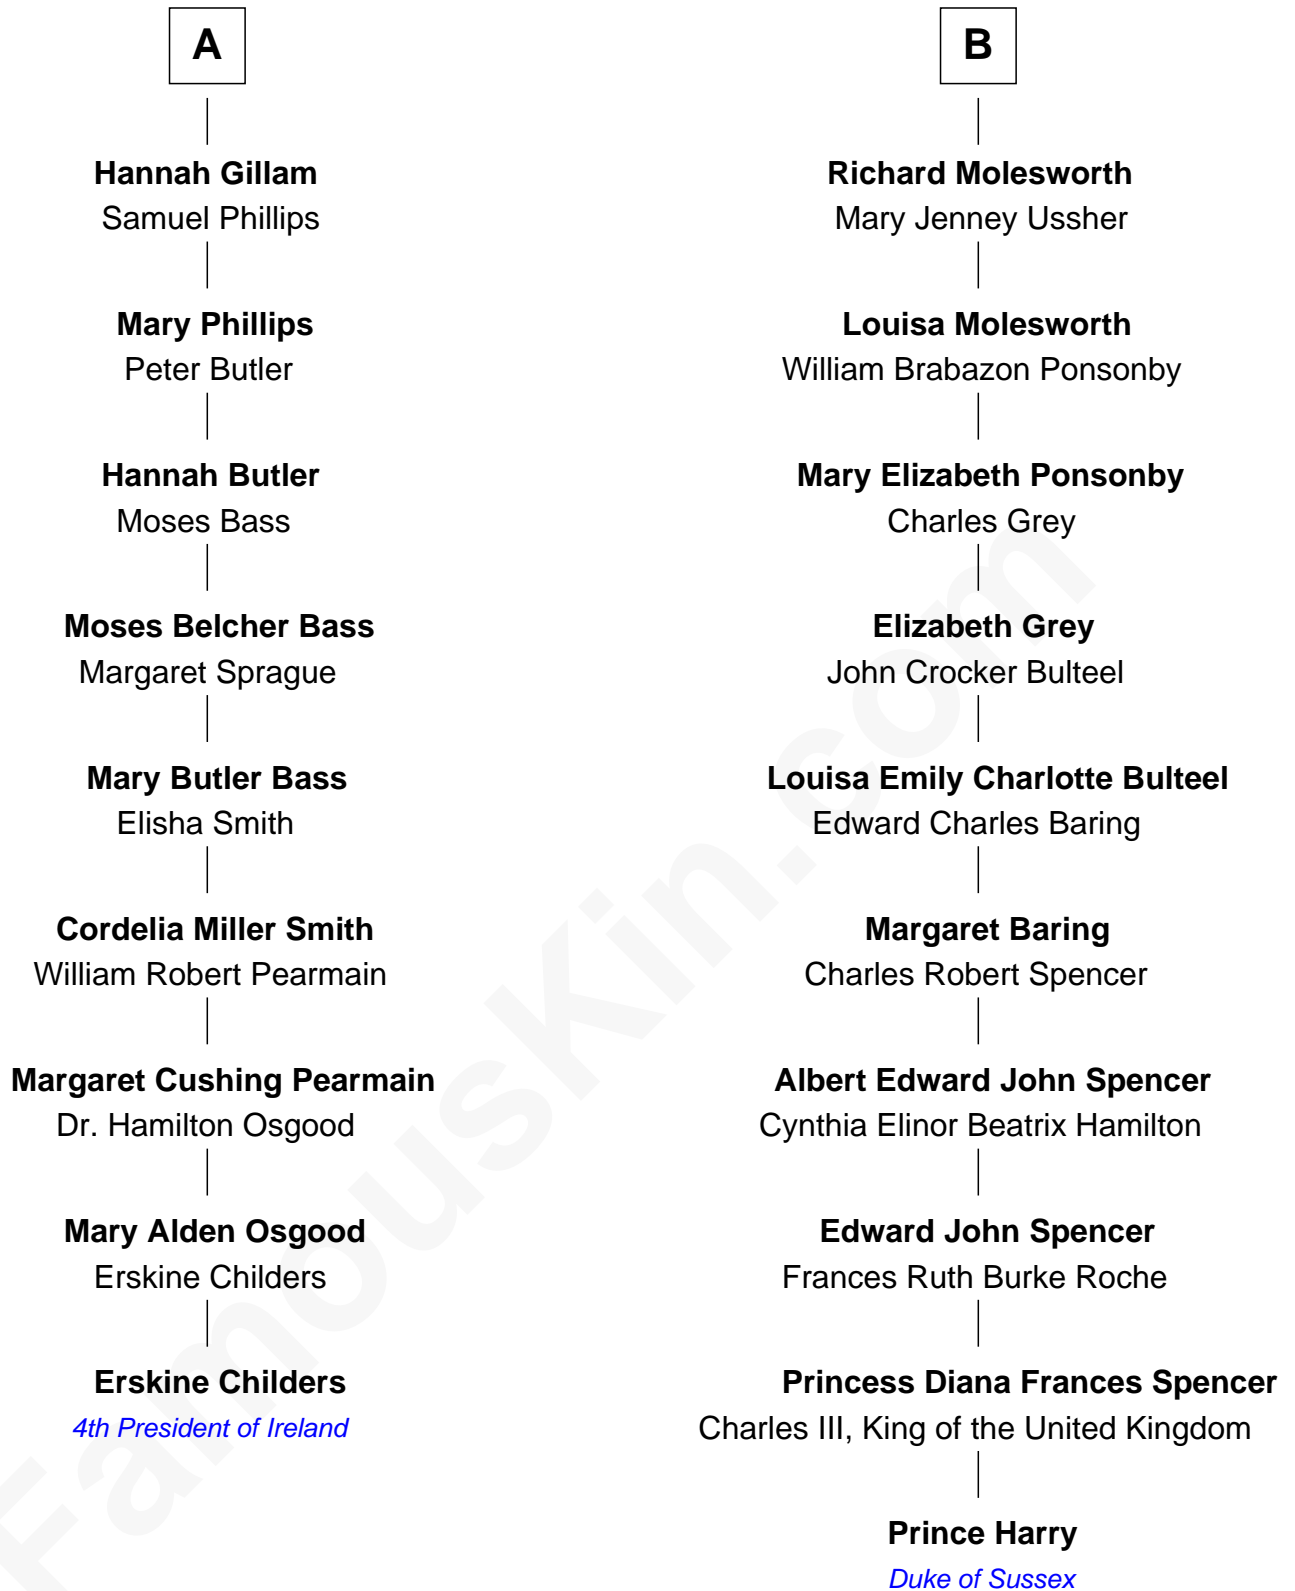 A
Hannah Gillam
Samuel Phillips
Mary Phillips
Peter Butler
Hannah Butler
Moses Bass
Moses Belcher Bass
Margaret Sprague
Mary Butler Bass
Elisha Smith
Cordelia Miller Smith
William Robert Pearmain
Margaret Cushing Pearmain
Dr. Hamilton Osgood
Mary Alden Osgood
Erskine Childers
Erskine Childers
4th President of Ireland
B
Richard Molesworth
Mary Jenney Ussher
Louisa Molesworth
William Brabazon Ponsonby
Mary Elizabeth Ponsonby
Charles Grey
Elizabeth Grey
John Crocker Bulteel
Louisa Emily Charlotte Bulteel
Edward Charles Baring
Margaret Baring
Charles Robert Spencer
Albert Edward John Spencer
Cynthia Elinor Beatrix Hamilton
Edward John Spencer
Frances Ruth Burke Roche
Princess Diana Frances Spencer
Charles III, King of the United Kingdom
Prince Harry
Duke of Sussex
FamousKin.com